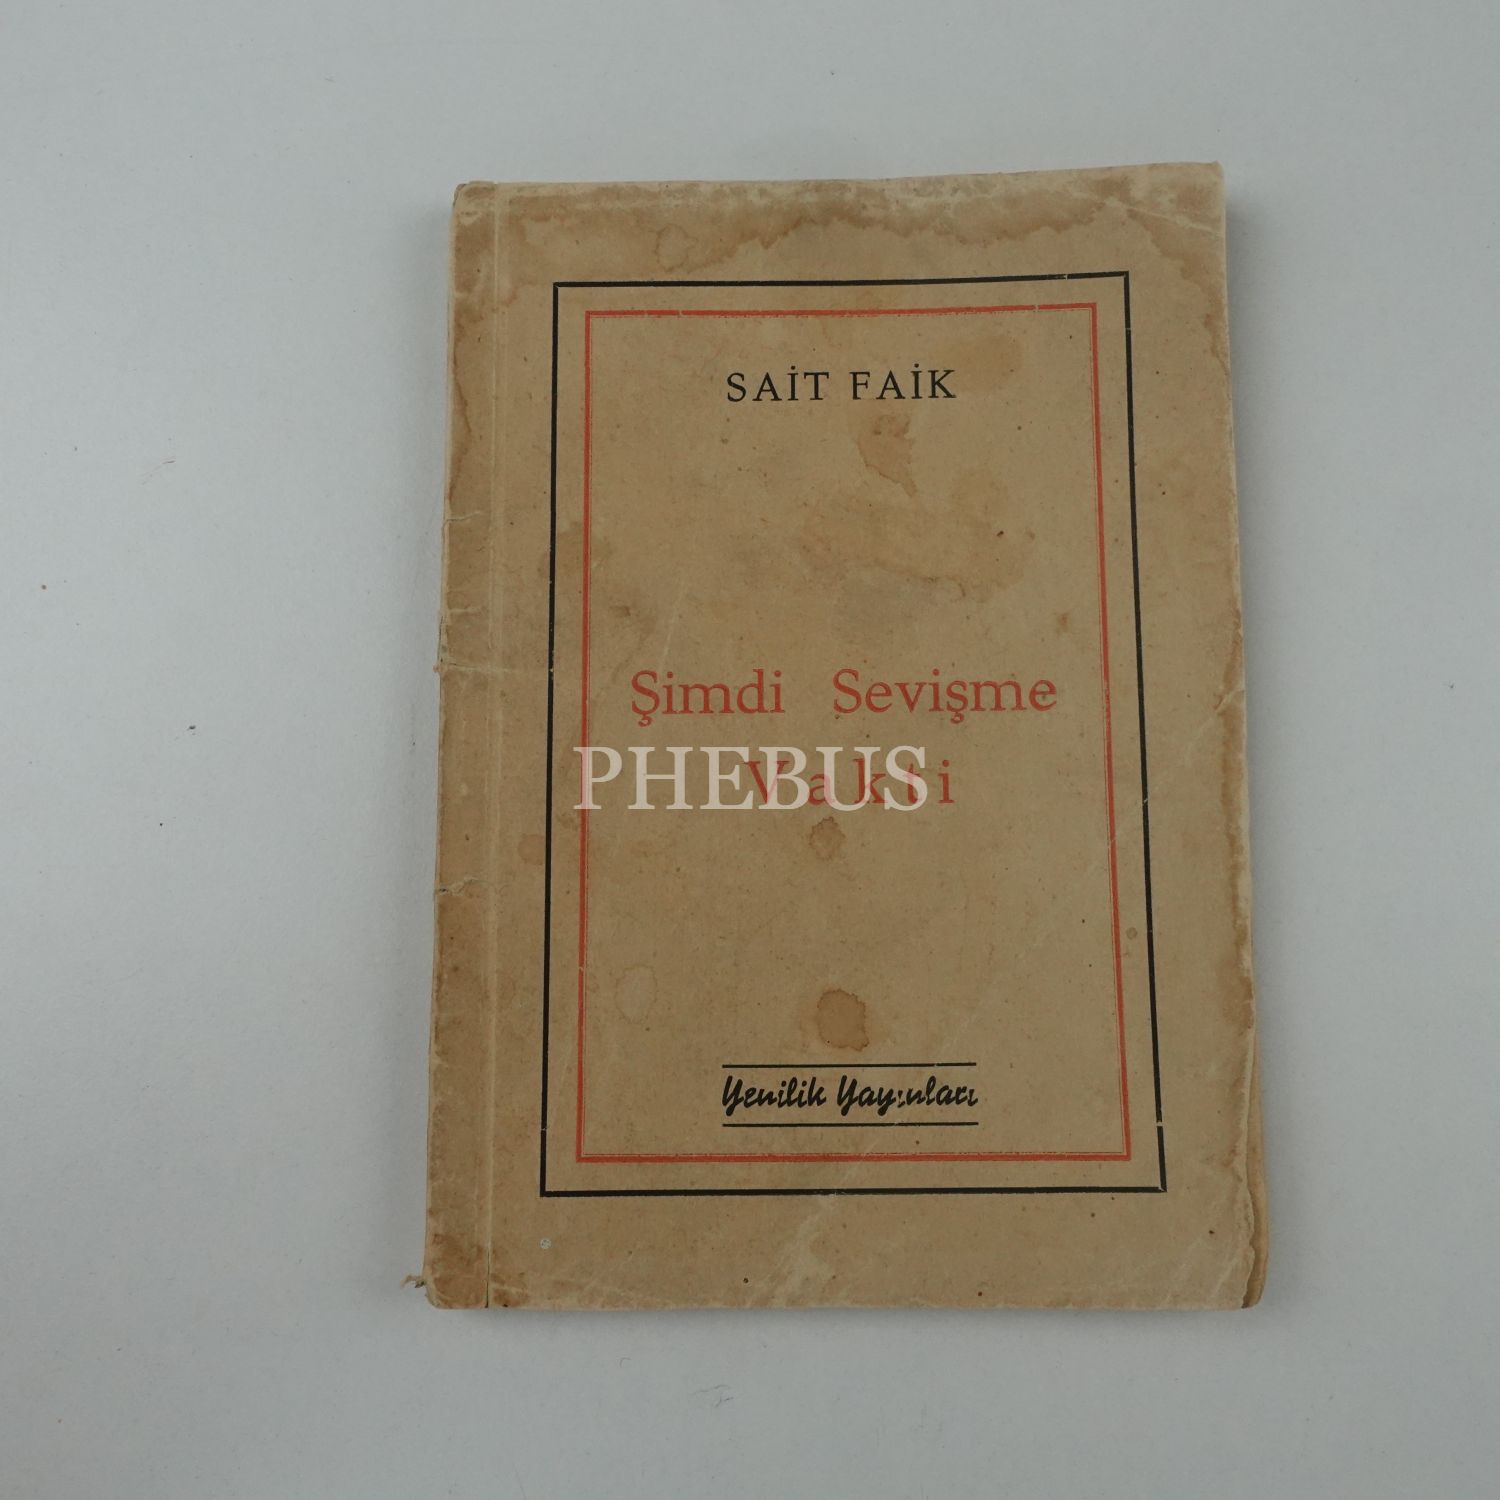 SAİT FAİK
Şimdi Sevişme
Vakti
PHEBUS
Yenilik Yayınları